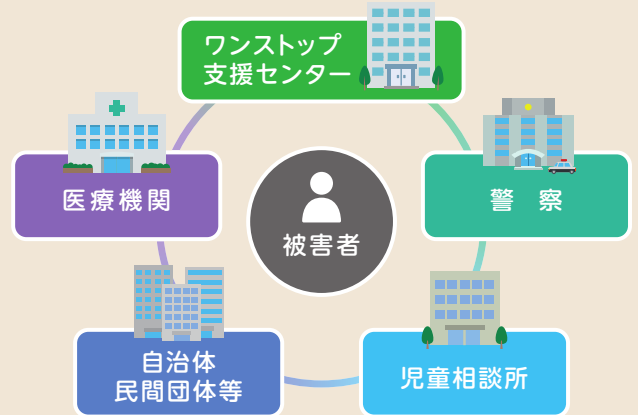 ワンストップ
支援センター
医療機関
警 察
被害者
自治体
民間団体等
児童相談所